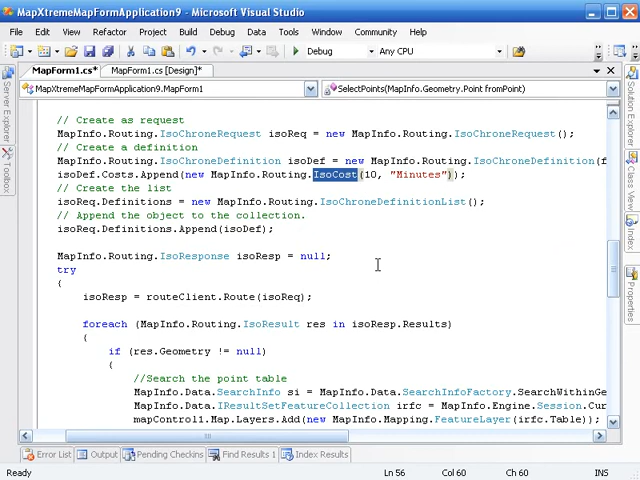 MapXtremeMapFormApplication9 - Microsoft Visual Studio
File Edit View Refactor Project Build Debug Data Tools Window Community Help
Debug Any CPU
MapForm1.cs* MapForm1.cs [Design]*
MapXtremeMapFormApplication9.MapForm1 SelectPoints(MapInfo.Geometry.Point fromPoint)
Server Explorer
Toolbox
// Create as request
MapInfo.Routing.IsoChroneRequest isoReq = new MapInfo.Routing.IsoChroneRequest();
// Create a definition
MapInfo.Routing.IsoChroneDefinition isoDef = new MapInfo.Routing.IsoChroneDefinition(f
isoDef.Costs.Append(new MapInfo.Routing.IsoCost(10, "Minutes"));
// Create the list
isoReq.Definitions = new MapInfo.Routing.IsoChroneDefinitionList();
// Append the object to the collection.
isoReq.Definitions.Append(isoDef);
MapInfo.Routing.IsoResponse isoResp = null;
try
{
isoResp = routeClient.Route(isoReq);
foreach (MapInfo.Routing.IsoResult res in isoResp.Results)
{
if (res.Geometry != null)
{
//Search the point table
MapInfo.Data.SearchInfo si = MapInfo.Data.SearchInfoFactory.SearchWithinGe
MapInfo.Data.IResultSetFeatureCollection irfc = MapInfo.Engine.Session.Cur
mapControl1.Map.Layers.Add(new MapInfo.Mapping.FeatureLayer(irfc.Table));
Solution Explorer
Class View
Index
Properties
Error List Output Pending Checkins Find Results 1 Index Results
Ready Ln 56 Col 60 Ch 60 INS